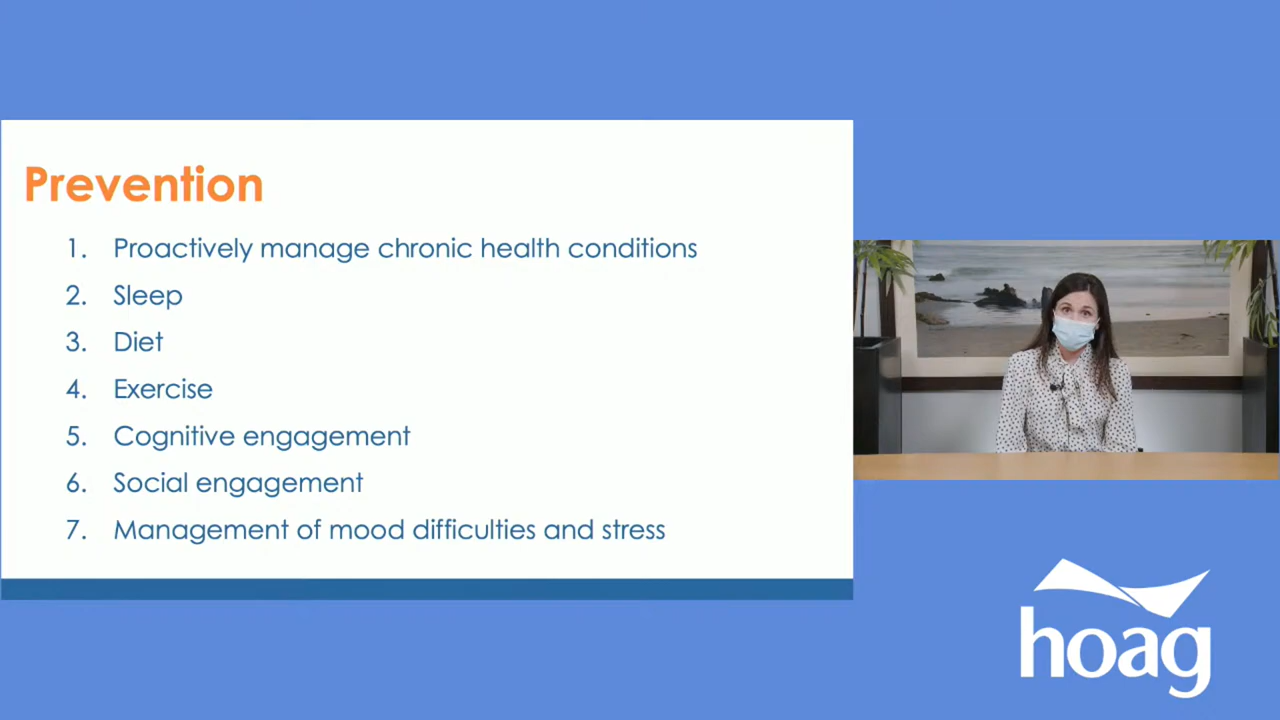 Prevention
1. Proactively manage chronic health conditions
2. Sleep
3. Diet
4. Exercise
5. Cognitive engagement
6. Social engagement
7. Management of mood difficulties and stress
hoag